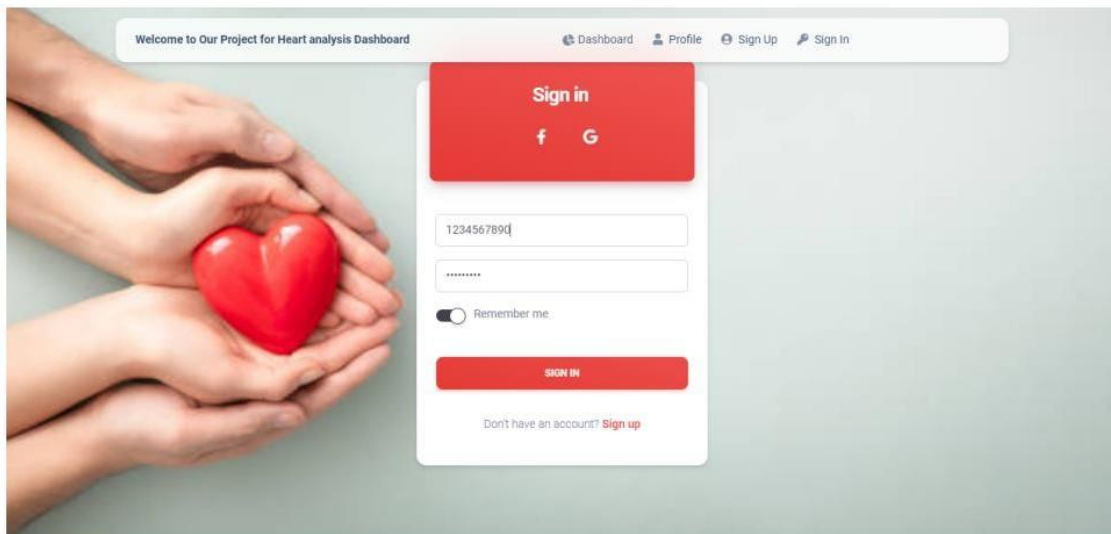 Welcome to Our Project for Heart analysis Dashboard Dashboard Profile Sign Up Sign In
Sign in
1234567890
•••••••••
Remember me
SIGN IN
Don't have an account? Sign up